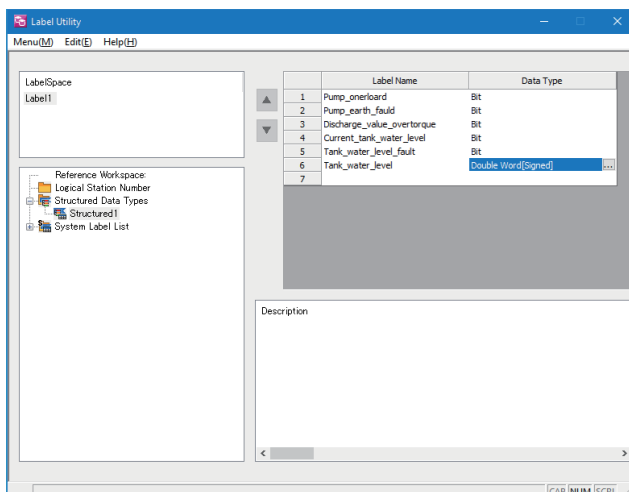 Label Utility
Menu(M) Edit(E) Help(H)
LabelSpace
Label1
Reference Workspace:
Logical Station Number
Structured Data Types
Structured1
System Label List
Label Name Data Type
1 Pump_onerloard Bit
2 Pump_earth_fauld Bit
3 Discharge_value_overtorque Bit
4 Current_tank_water_level Bit
5 Tank_water_level_fault Bit
6 Tank_water_level Double Word[Signed] ...
7
Description
CAP NUM SCRL